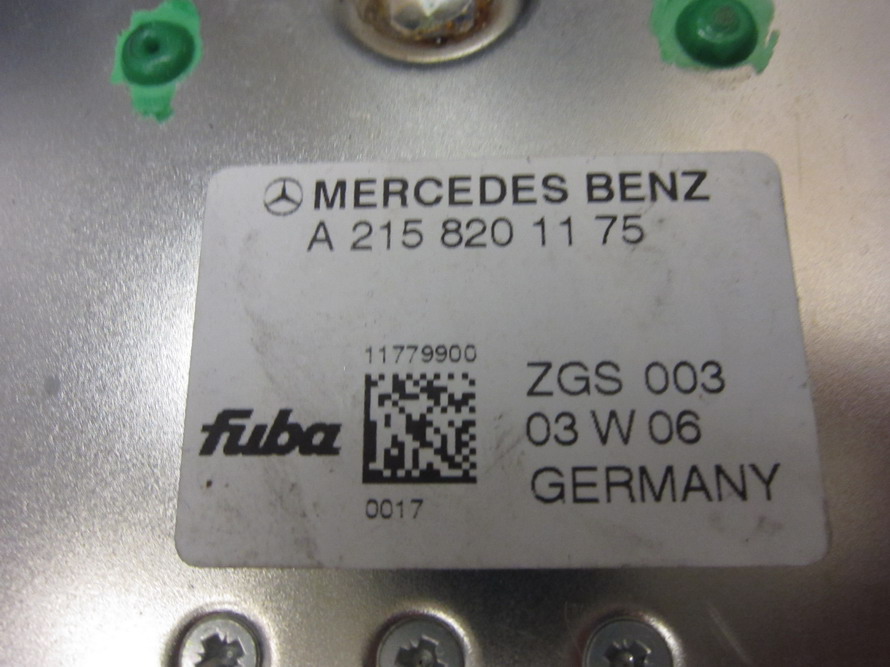 MERCEDES BENZ
A 215 820 11 75
11779900
ZGS 003
fuba
03 W 06
GERMANY
0017